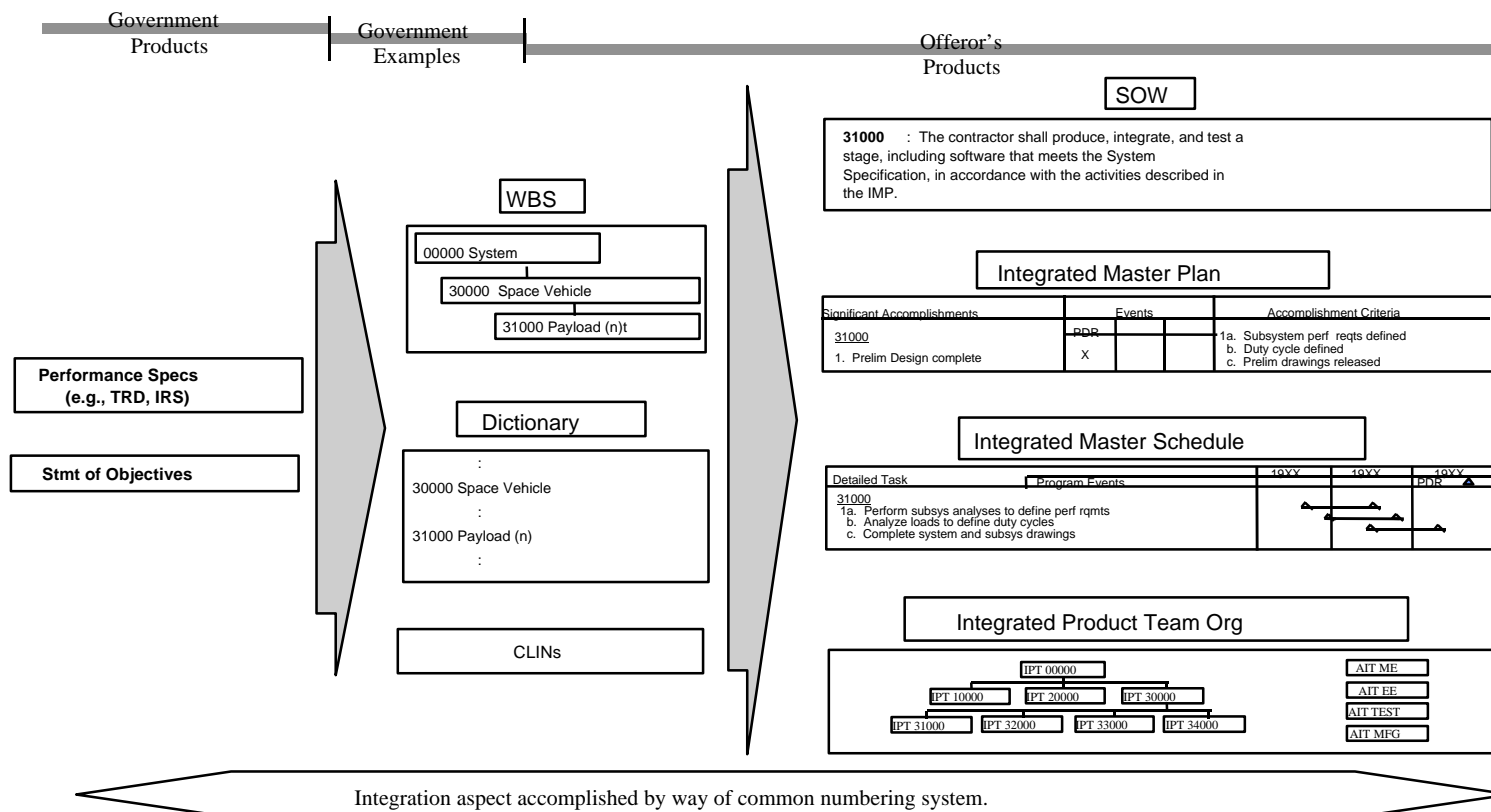 Government
Products
Government
Examples
Offeror's
Products
Performance Specs
(e.g., TRD, IRS)
Stmt of Objectives
WBS
00000 System
30000 Space Vehicle
31000 Payload (n)t
Dictionary
:
30000 Space Vehicle
:
31000 Payload (n)
:
CLINs
SOW
31000 : The contractor shall produce, integrate, and test a
stage, including software that meets the System
Specification, in accordance with the activities described in
the IMP.
Integrated Master Plan
Significant Accomplishments Events Accomplishment Criteria
31000 PDR 1a. Subsystem perf reqts defined
1. Prelim Design complete X b. Duty cycle defined
c. Prelim drawings released
Integrated Master Schedule
19XX 19XX 19XX
Detailed Task Program Events PDR
31000
1a. Perform subsys analyses to define perf rqmts
b. Analyze loads to define duty cycles
c. Complete system and subsys drawings
Integrated Product Team Org
IPT 00000
IPT 10000 IPT 20000 IPT 30000
IPT 31000 IPT 32000 IPT 33000 IPT 34000
AIT ME
AIT EE
AIT TEST
AIT MFG
Integration aspect accomplished by way of common numbering system.